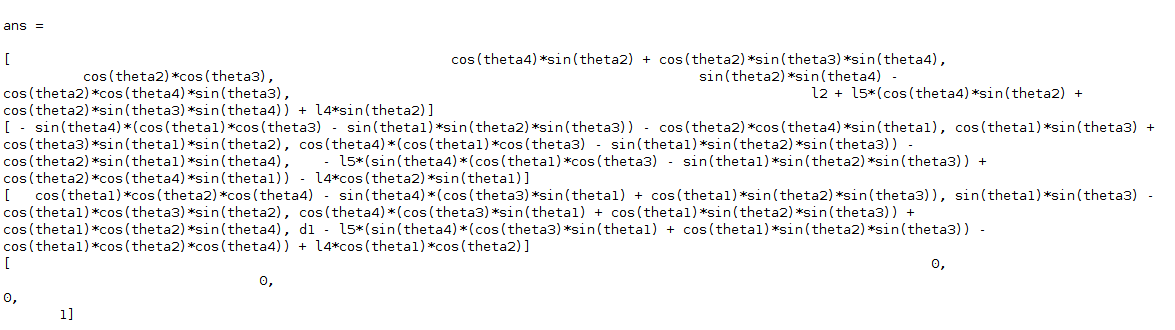 ans =
[ cos(theta4)*sin(theta2) + cos(theta2)*sin(theta3)*sin(theta4),
cos(theta2)*cos(theta3), sin(theta2)*sin(theta4) -
cos(theta2)*cos(theta4)*sin(theta3), l2 + l5*(cos(theta4)*sin(theta2) +
cos(theta2)*sin(theta3)*sin(theta4)) + l4*sin(theta2)]
[ - sin(theta4)*(cos(theta1)*cos(theta3) - sin(theta1)*sin(theta2)*sin(theta3)) - cos(theta2)*cos(theta4)*sin(theta1), cos(theta1)*sin(theta3) +
cos(theta3)*sin(theta1)*sin(theta2), cos(theta4)*(cos(theta1)*cos(theta3) - sin(theta1)*sin(theta2)*sin(theta3)) -
cos(theta2)*sin(theta1)*sin(theta4), - l5*(sin(theta4)*(cos(theta1)*cos(theta3) - sin(theta1)*sin(theta2)*sin(theta3)) +
cos(theta2)*cos(theta4)*sin(theta1)) - l4*cos(theta2)*sin(theta1)]
[ cos(theta1)*cos(theta2)*cos(theta4) - sin(theta4)*(cos(theta3)*sin(theta1) + cos(theta1)*sin(theta2)*sin(theta3)), sin(theta1)*sin(theta3) -
cos(theta1)*cos(theta3)*sin(theta2), cos(theta4)*(cos(theta3)*sin(theta1) + cos(theta1)*sin(theta2)*sin(theta3)) +
cos(theta1)*cos(theta2)*sin(theta4), d1 - l5*(sin(theta4)*(cos(theta3)*sin(theta1) + cos(theta1)*sin(theta2)*sin(theta3)) -
cos(theta1)*cos(theta2)*cos(theta4)) + l4*cos(theta1)*cos(theta2)]
[ 0,
0,
0,
1]